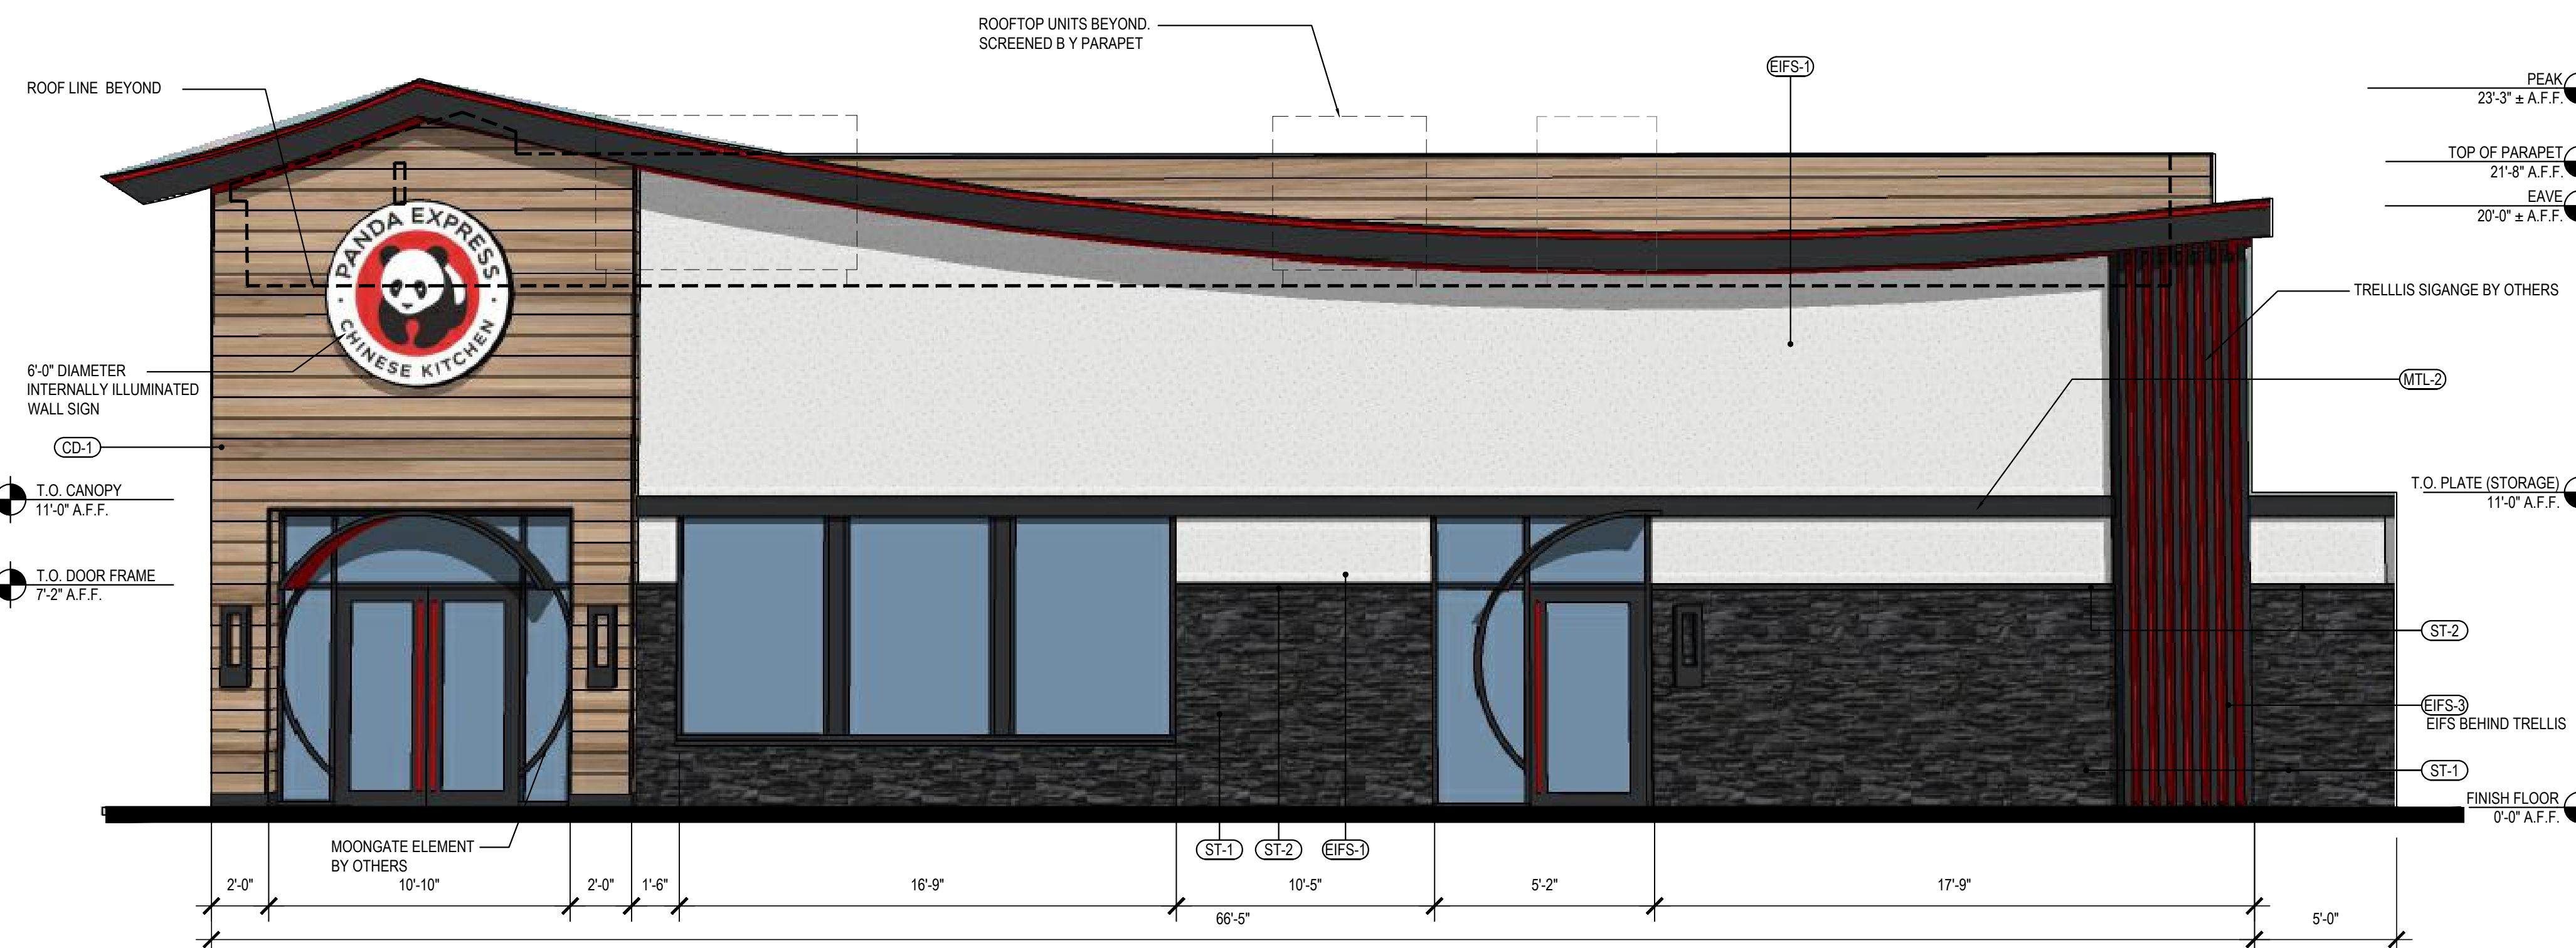 ROOFTOP UNITS BEYOND.
SCREENED B Y PARAPET
EIFS-1
ROOF LINE  BEYOND
PEAK
23'-3" ± A.F.F.
TOP OF PARAPET
21'-8" A.F.F.
EAVE
20'-0" ± A.F.F.
PANDA EXPRESS
CHINESE KITCHEN
TRELLLIS SIGANGE BY OTHERS
6'-0" DIAMETER
INTERNALLY ILLUMINATED
WALL SIGN
MTL-2
CD-1
T.O. CANOPY
11'-0" A.F.F.
T.O. PLATE (STORAGE)
11'-0" A.F.F.
T.O. DOOR FRAME
7'-2" A.F.F.
ST-2
EIFS-3
EIFS BEHIND TRELLIS
ST-1
FINISH FLOOR
0'-0" A.F.F.
MOONGATE ELEMENT
BY OTHERS
ST-1
ST-2
EIFS-1
2'-0"
10'-10"
2'-0"
1'-6"
16'-9"
10'-5"
5'-2"
17'-9"
66'-5"
5'-0"